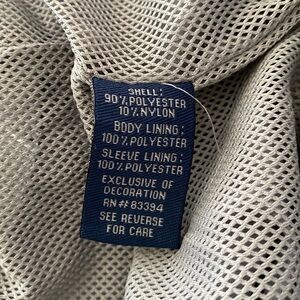 SHELL:
90% POLYESTER
10% NYLON
BODY LINING:
100% POLYESTER
SLEEVE LINING:
100% POLYESTER
EXCLUSIVE OF
DECORATION
RN# 83394
SEE REVERSE
FOR CARE